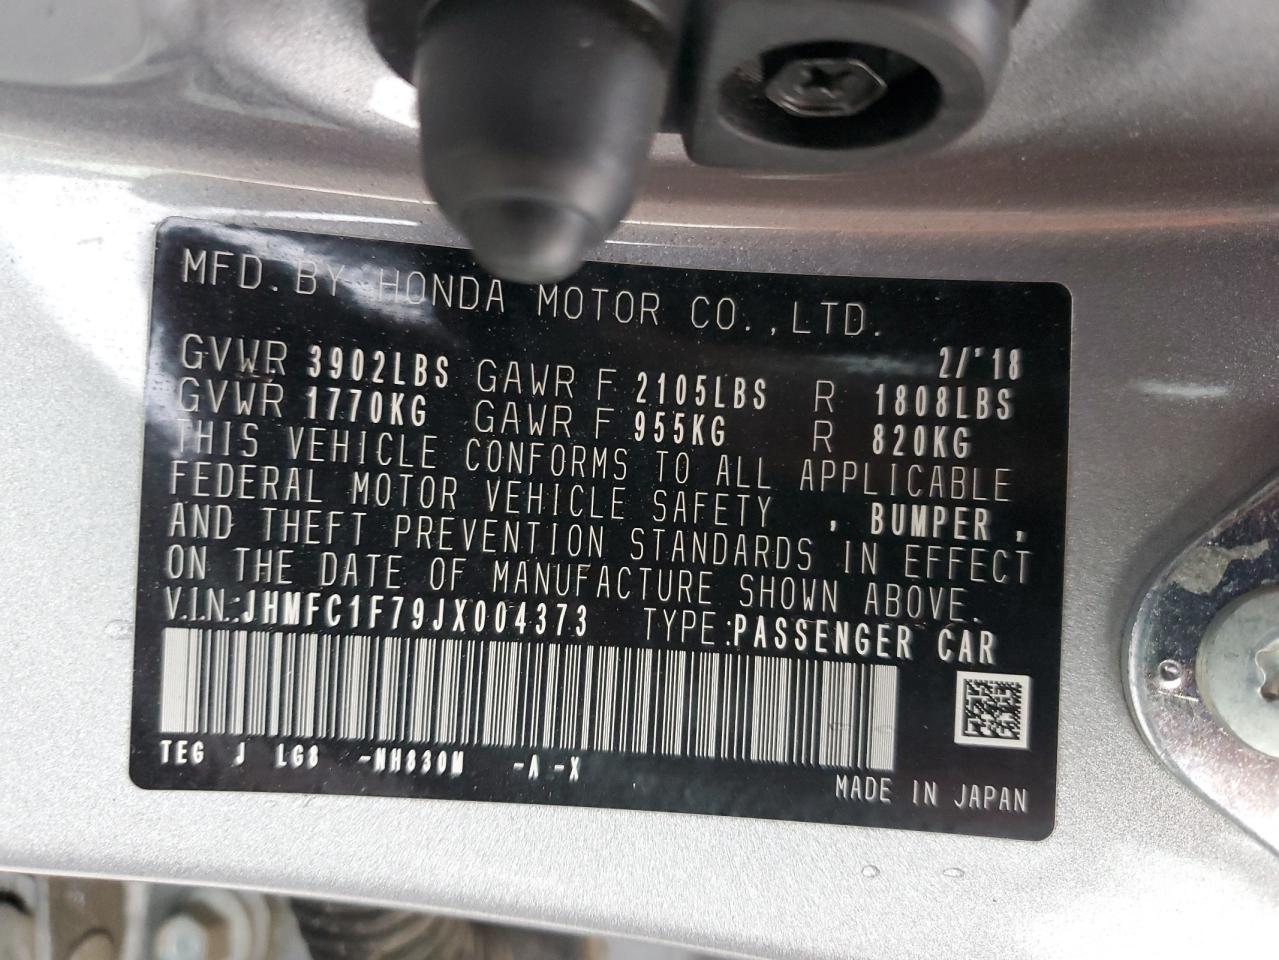 MFD. BY HONDA MOTOR CO., LTD.
2/'18
GVWR 3902LBS GAWR F 2105LBS R 1808LBS
GVWR 1770KG GAWR F 955KG R 820KG
THIS VEHICLE CONFORMS TO ALL APPLICABLE
FEDERAL MOTOR VEHICLE SAFETY , BUMPER ,
AND THEFT PREVENTION STANDARDS IN EFFECT
ON THE DATE OF MANUFACTURE SHOWN ABOVE.
V.I.N.:JHMFC1F79JX004373 TYPE:PASSENGER CAR
TEG J LG8 -NH830M -A -X
MADE IN JAPAN